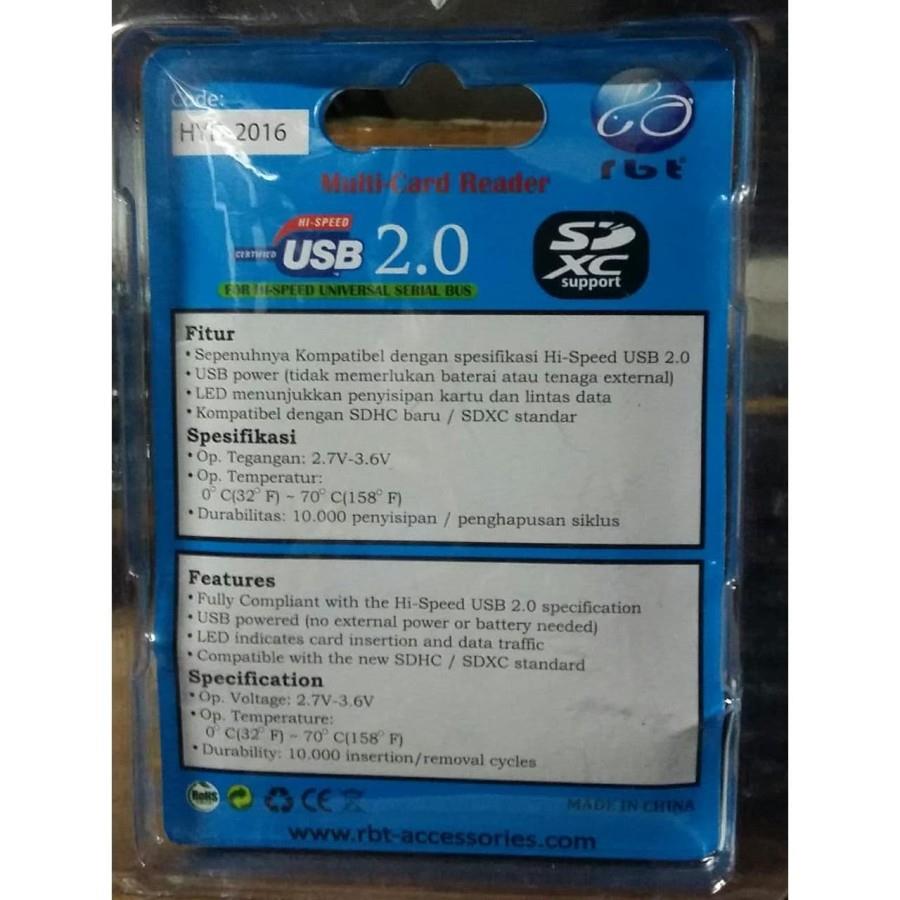 Code:
2016
rbt
Multi-Card Reader
HI-SPEED
CERTIFIED USB 2.0
FOR HI-SPEED UNIVERSAL SERIAL BUS
SD
XC
support
Fitur
• Sepenuhnya Kompatibel dengan spesifikasi Hi-Speed USB 2.0
• USB power (tidak memerlukan baterai atau tenaga external)
• LED menunjukkan penyisipan kartu dan lintas data
• Kompatibel dengan SDHC baru / SDXC standar
Spesifikasi
• Op. Tegangan: 2.7V-3.6V
• Op. Temperatur:
0° C(32° F) ~ 70° C(158° F)
• Durabilitas: 10.000 penyisipan / penghapusan siklus
Features
• Fully Compliant with the Hi-Speed USB 2.0 specification
• USB powered (no external power or battery needed)
• LED indicates card insertion and data traffic
• Compatible with the new SDHC / SDXC standard
Specification
• Op. Voltage: 2.7V-3.6V
• Op. Temperature:
0° C(32° F) ~ 70° C(158° F)
• Durability: 10.000 insertion/removal cycles
RoHS CE
MADE IN CHINA
www.rbt-accessories.com